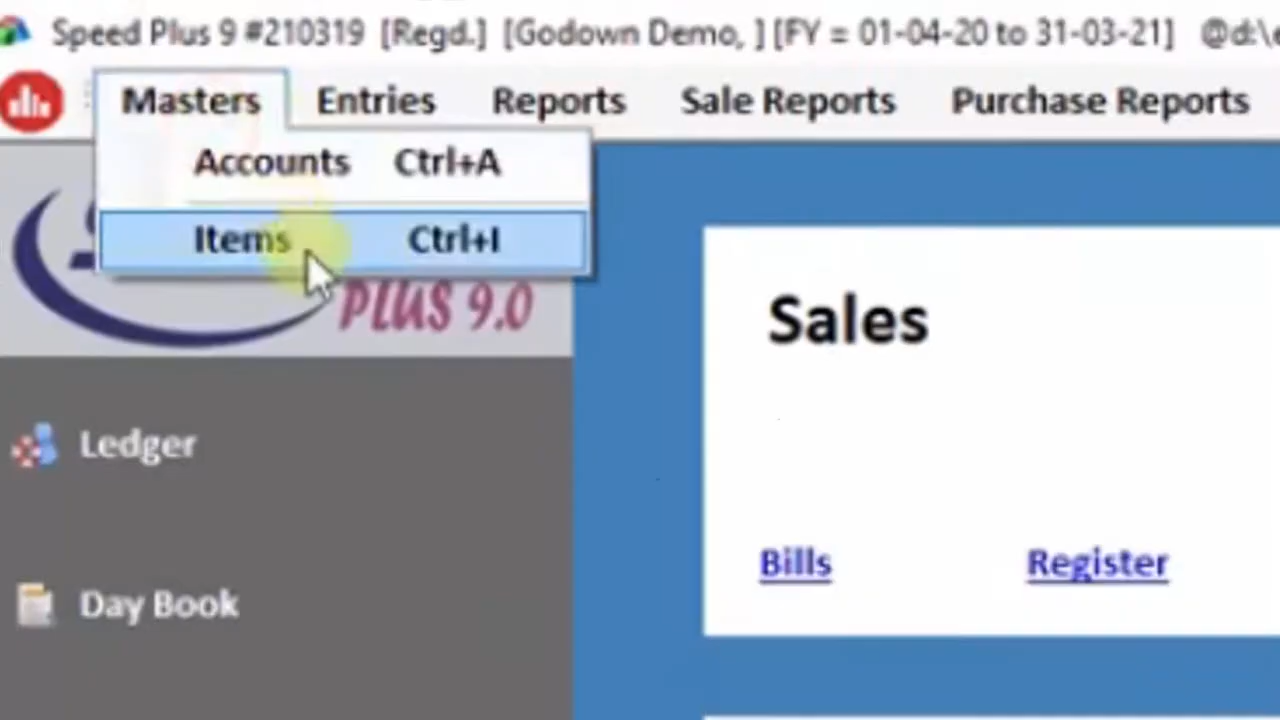 Speed Plus 9 #210319 [Regd.] [Godown Demo, ] [FY = 01-04-20 to 31-03-21] @d:\e
Masters Entries Reports Sale Reports Purchase Reports
Accounts Ctrl+A
Items Ctrl+I
PLUS 9.0
Sales
Ledger
Bills Register
Day Book